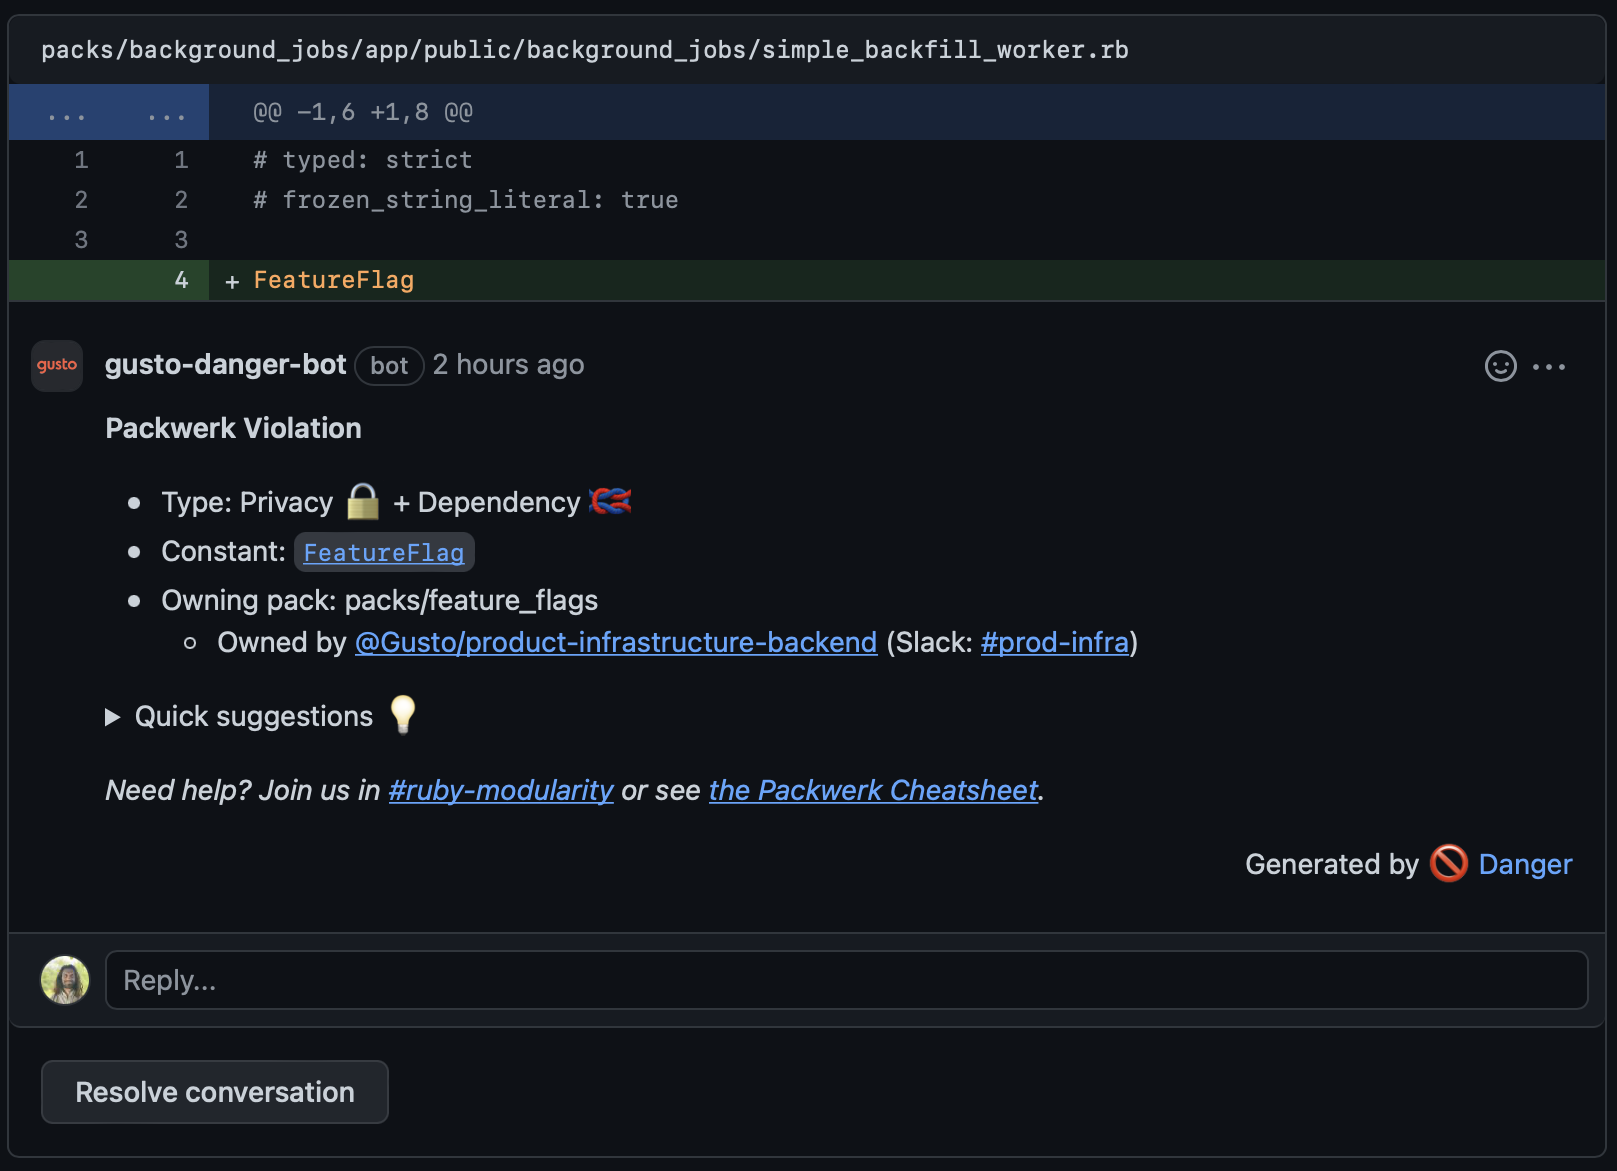 packs/background_jobs/app/public/background_jobs/simple_backfill_worker.rb
... ... @@ -1,6 +1,8 @@
1 1 # typed: strict
2 2 # frozen_string_literal: true
3 3
4 + FeatureFlag
gusto
gusto-danger-bot bot 2 hours ago
Packwerk Violation
Type: Privacy 🔒 + Dependency 🪢
Constant: FeatureFlag
Owning pack: packs/feature_flags
Owned by @Gusto/product-infrastructure-backend (Slack: #prod-infra)
Quick suggestions 💡
Need help? Join us in #ruby-modularity or see the Packwerk Cheatsheet.
Generated by 🚫 Danger
Reply...
Resolve conversation